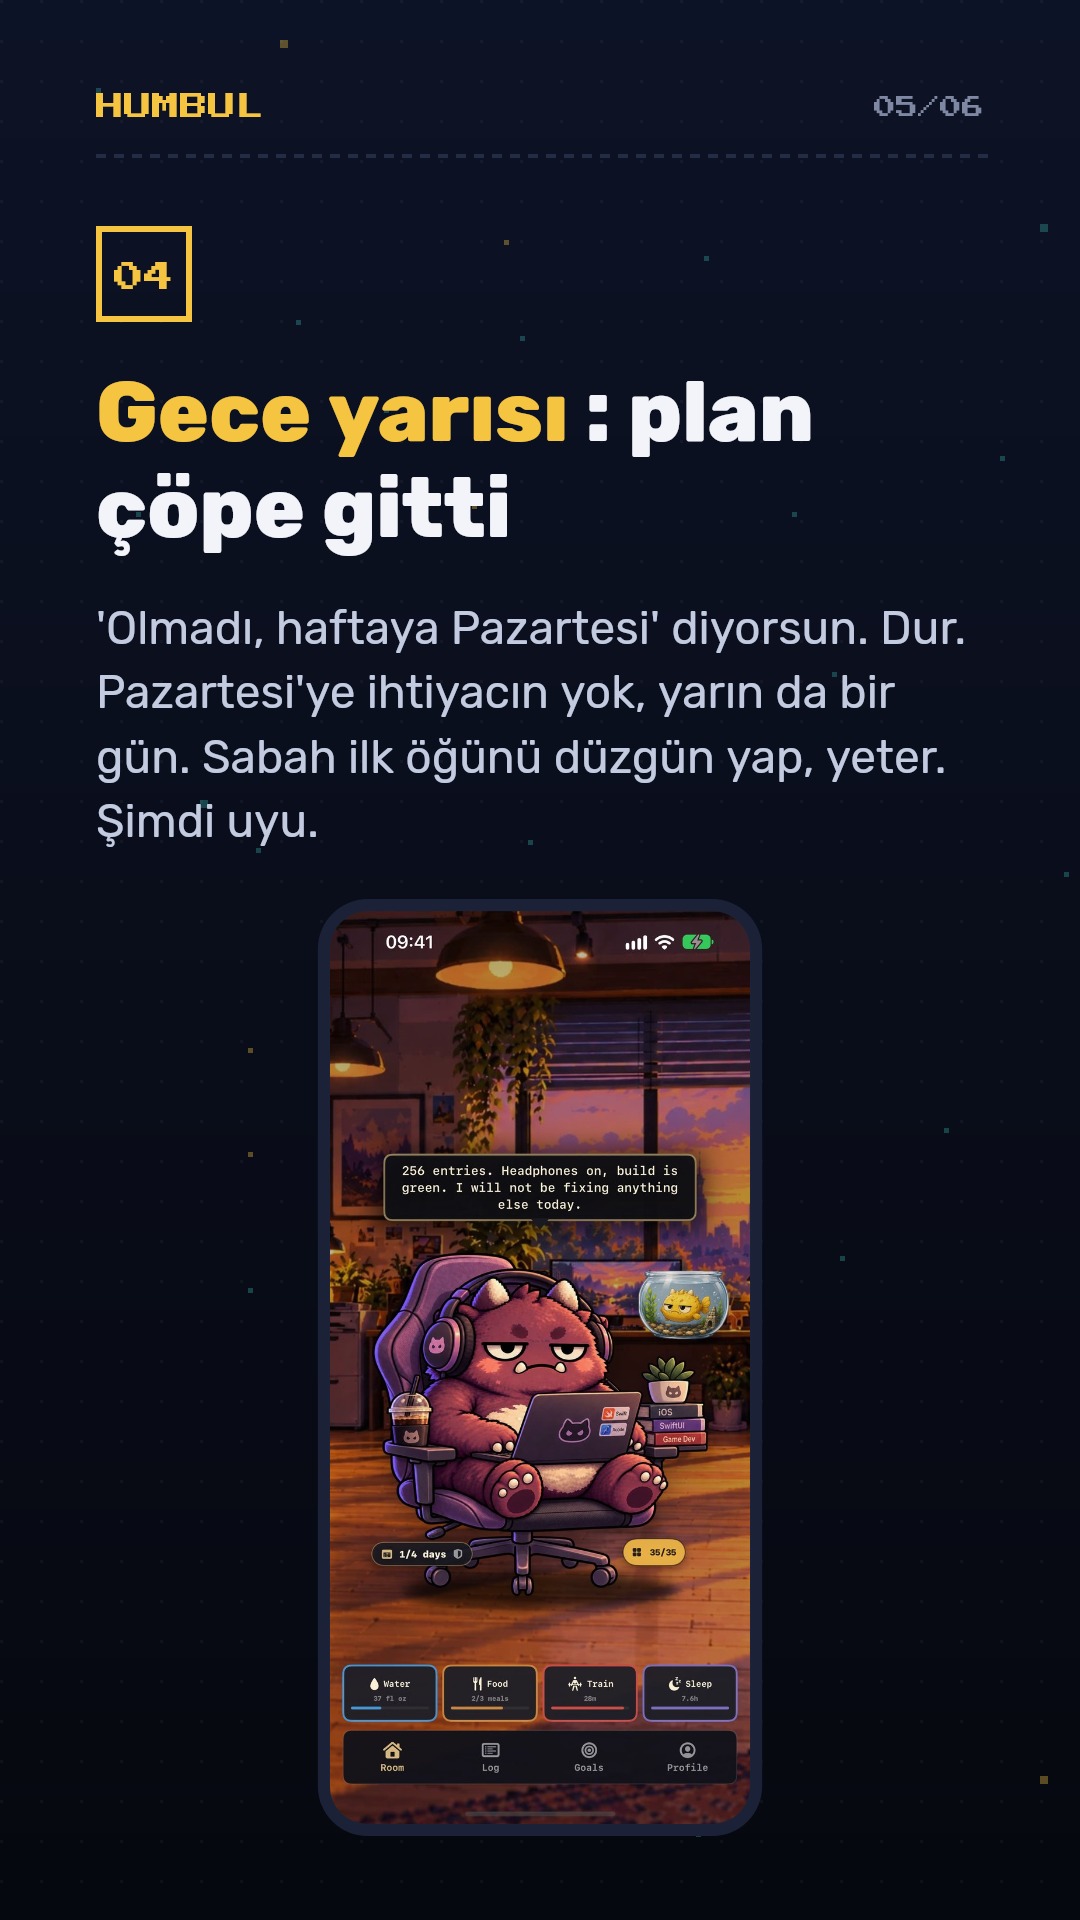 HUMBUL
05/06
04
Gece yarısı : plan
çöpe gitti
'Olmadı, haftaya Pazartesi' diyorsun. Dur.
Pazartesi'ye ihtiyacın yok, yarın da bir
gün. Sabah ilk öğünü düzgün yap, yeter.
Şimdi uyu.
09:41
256 entries. Headphones on, build is
green. I will not be fixing anything
else today.
Swift
Xcode
iOS
SwiftUI
Game Dev
1/4 days
35/35
Water
37 fl oz
Food
2/3 meals
Train
28m
Sleep
7.6h
Room
Log
Goals
Profile